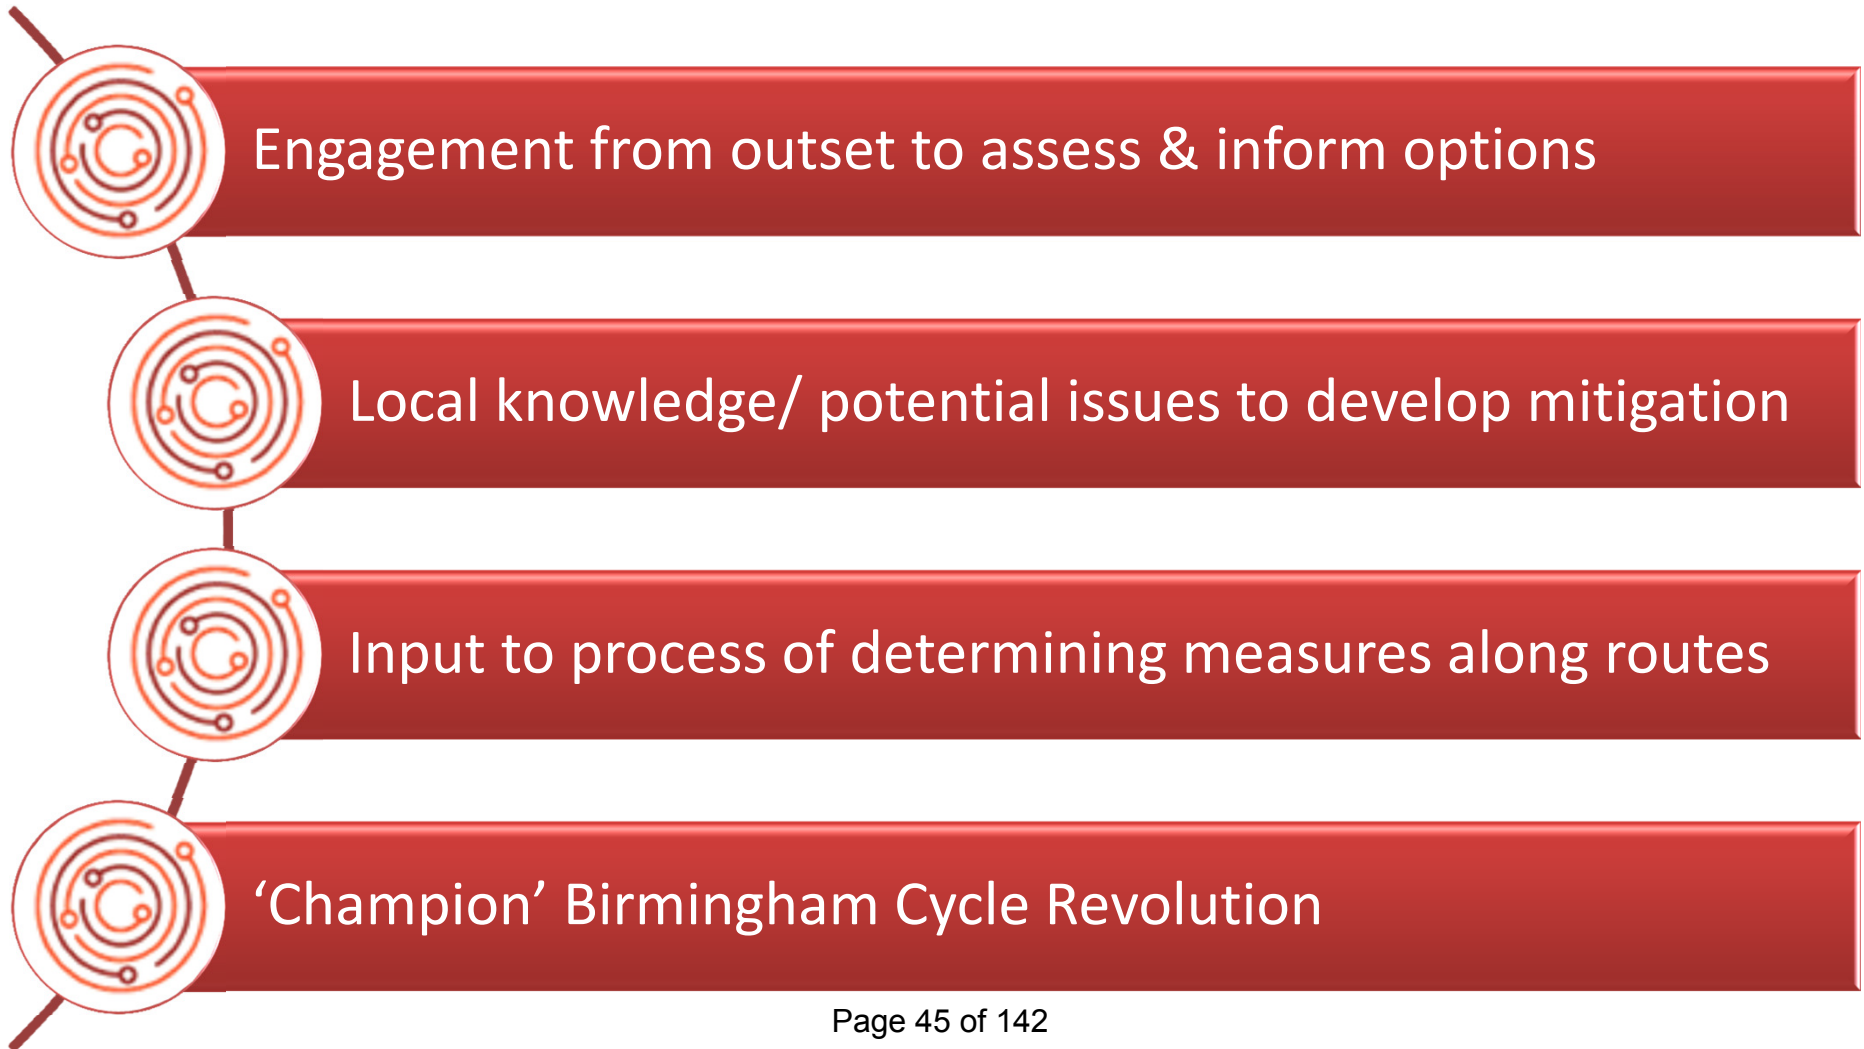 Engagement from outset to assess & inform options
Local knowledge/ potential issues to develop mitigation
Input to process of determining measures along routes
‘Champion’ Birmingham Cycle Revolution
Page 45 of 142